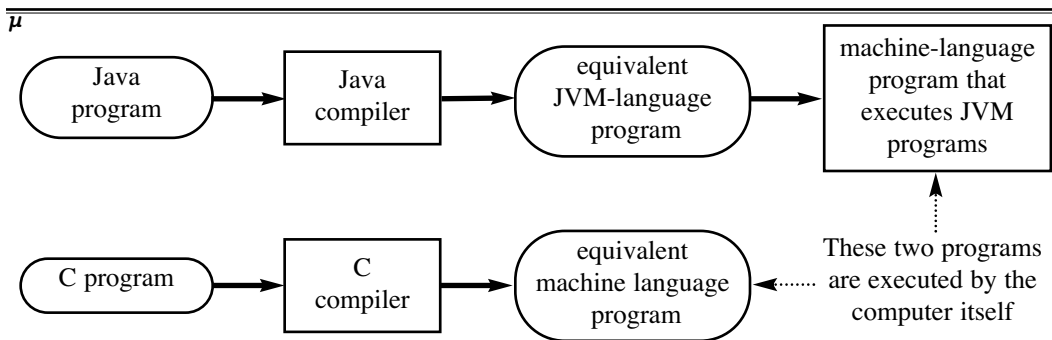 μ
Java
program
Java
compiler
equivalent
JVM-language
program
machine-language
program that
executes JVM
programs
C program
C
compiler
equivalent
machine language
program
These two programs
are executed by the
computer itself